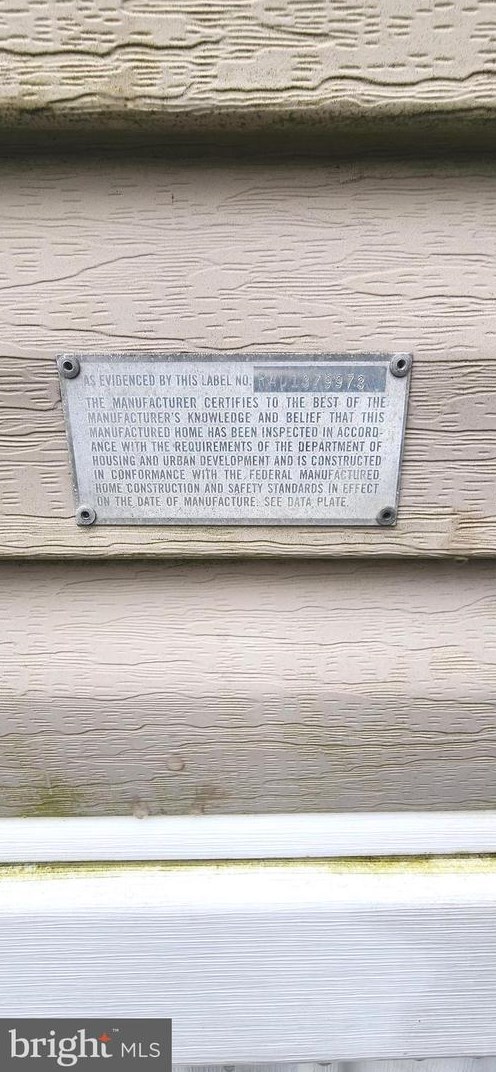 AS EVIDENCED BY THIS LABEL NO.
THE MANUFACTURER CERTIFIES TO THE BEST OF THE
MANUFACTURER'S KNOWLEDGE AND BELIEF THAT THIS
MANUFACTURED HOME HAS BEEN INSPECTED IN ACCORD-
ANCE WITH THE REQUIREMENTS OF THE DEPARTMENT OF
HOUSING AND URBAN DEVELOPMENT AND IS CONSTRUCTED
IN CONFORMANCE WITH THE FEDERAL MANUFACTURED
HOME CONSTRUCTION AND SAFETY STANDARDS IN EFFECT
ON THE DATE OF MANUFACTURE. SEE DATA PLATE.
bright™ MLS